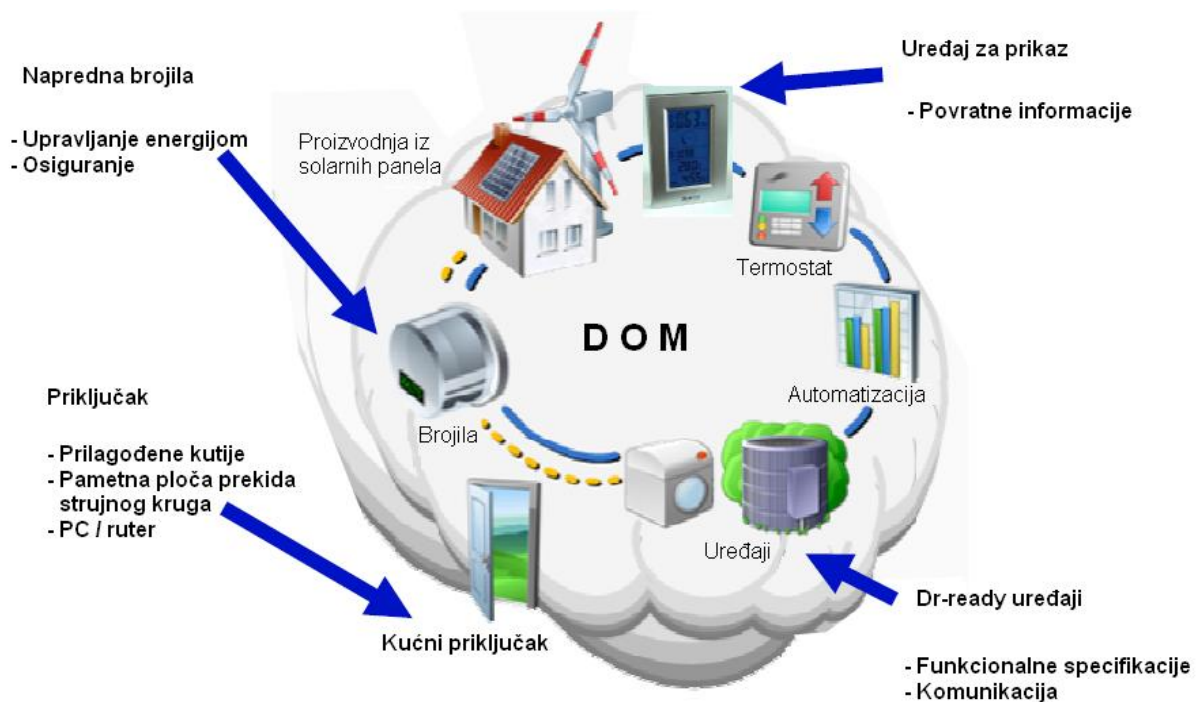 Napredna brojila
- Upravljanje energijom
- Osiguranje
Uređaj za prikaz
- Povratne informacije
Proizvodnja iz
solarnih panela
Termostat
D O M
Automatizacija
Priključak
- Prilagođene kutije
- Pametna ploča prekida
strujnog kruga
- PC / ruter
Brojila
Uređaji
Kućni priključak
Dr-ready uređaji
- Funkcionalne specifikacije
- Komunikacija